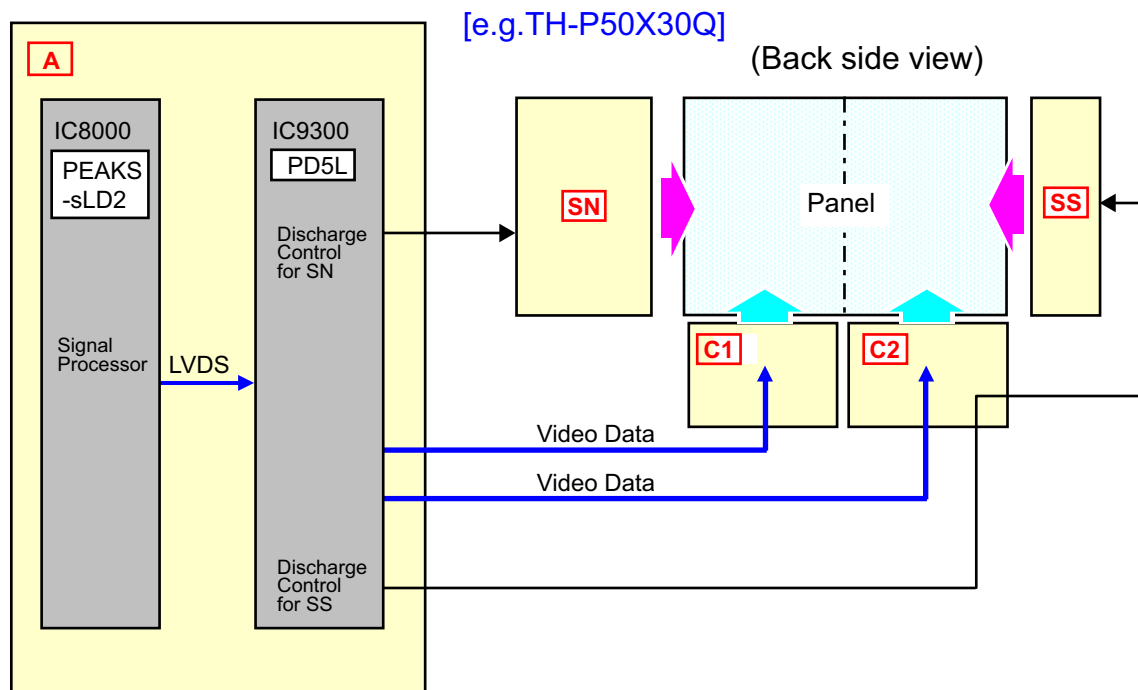 [e.g.TH-P50X30Q]
(Back side view)
A
IC8000
PEAKS
-sLD2
Signal
Processor
LVDS
IC9300
PD5L
Discharge
Control
for SN
Discharge
Control
for SS
SN
Panel
SS
C1
C2
Video Data
Video Data